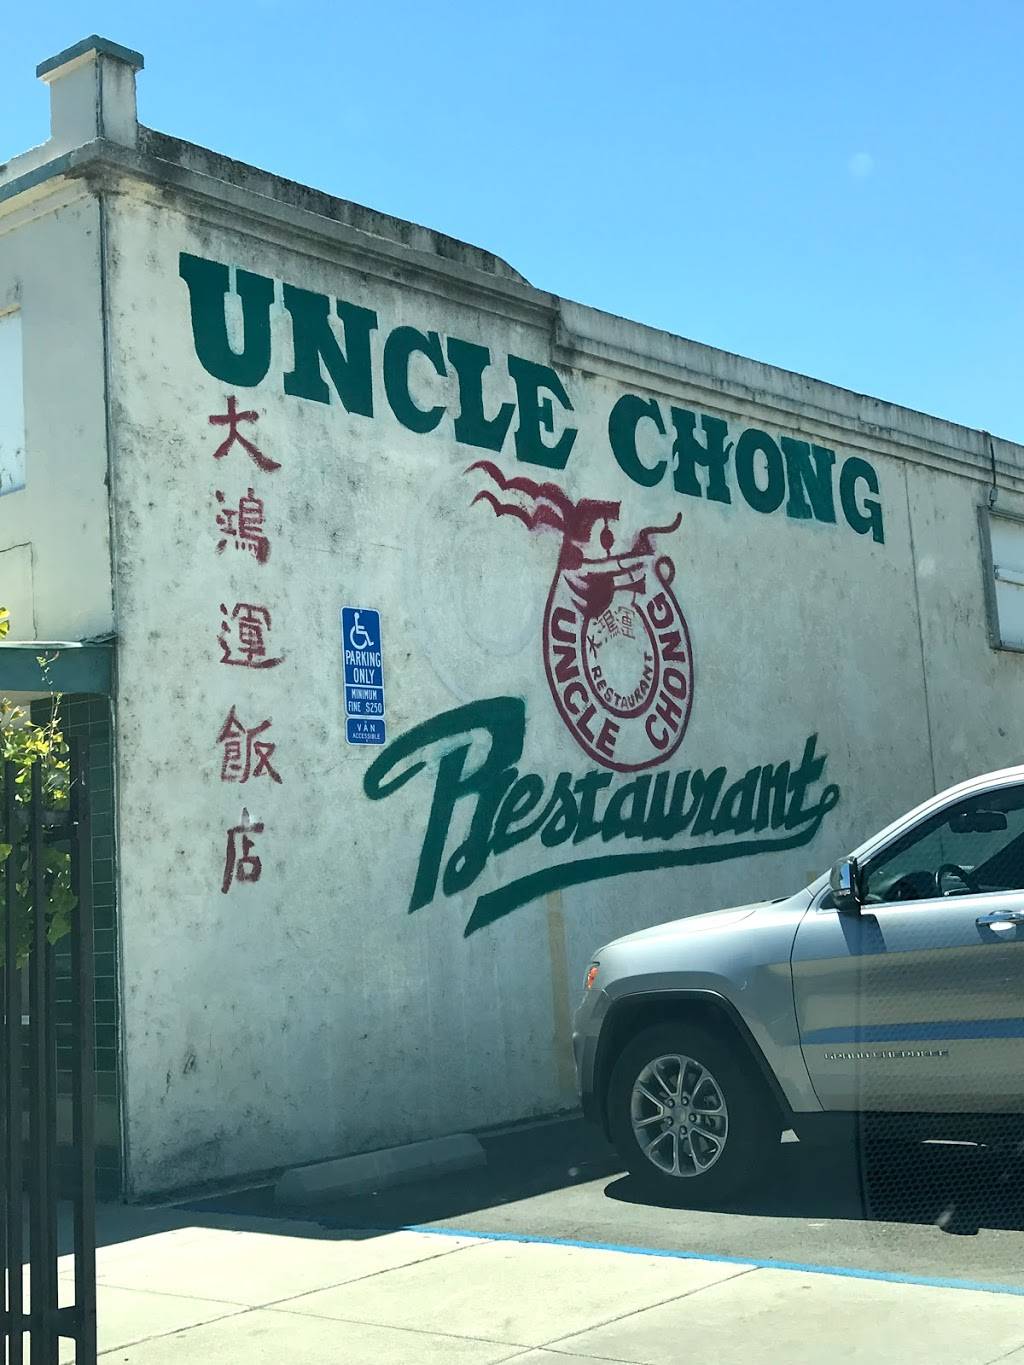 UNCLE CHONG
大鴻運飯店
大鴻運
RESTAURANT
UNCLE CHONG
Restaurant
PARKING
ONLY
MINIMUM
FINE $250
VAN
ACCESSIBLE
GRAND CHEROKEE